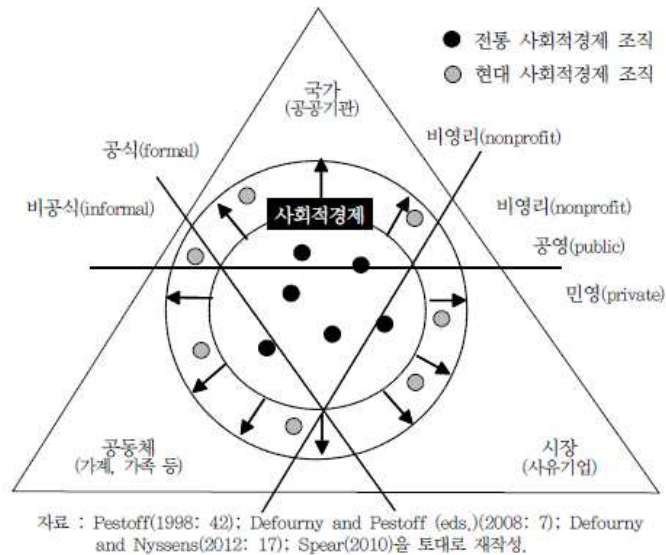 ● 전통 사회적경제 조직
● 현대 사회적경제 조직
국가
(공공기관)
공식(formal)
비영리(nonprofit)
비공식(informal)
사회적경제
비영리(nonprofit)
공영(public)
민영(private)
공동체
(가계, 가족 등)
시장
(사유기업)
자료 : Pestoff(1998: 42); Defourny and Pestoff (eds.)(2008: 7); Defourny
and Nyssens(2012: 17); Spear(2010)을 토대로 재작성.